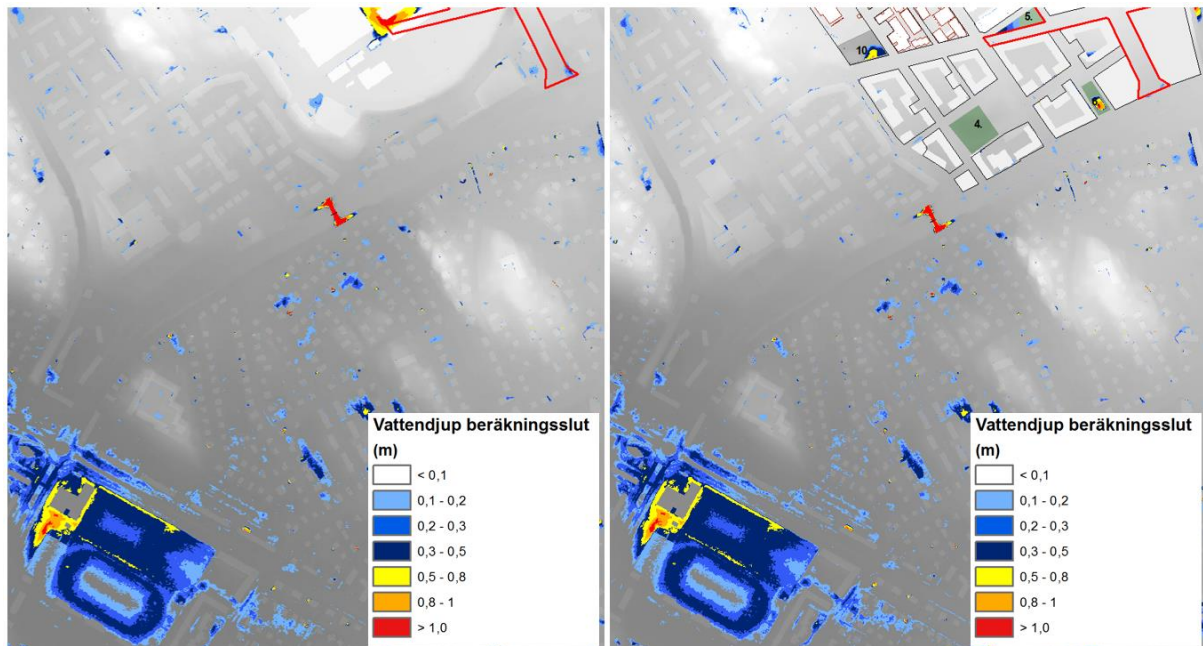 Vattendjup beräkningsslut
(m)
< 0,1
0,1 - 0,2
0,2 - 0,3
0,3 - 0,5
0,5 - 0,8
0,8 - 1
> 1,0
5.
10.
4.
Vattendjup beräkningsslut
(m)
< 0,1
0,1 - 0,2
0,2 - 0,3
0,3 - 0,5
0,5 - 0,8
0,8 - 1
> 1,0